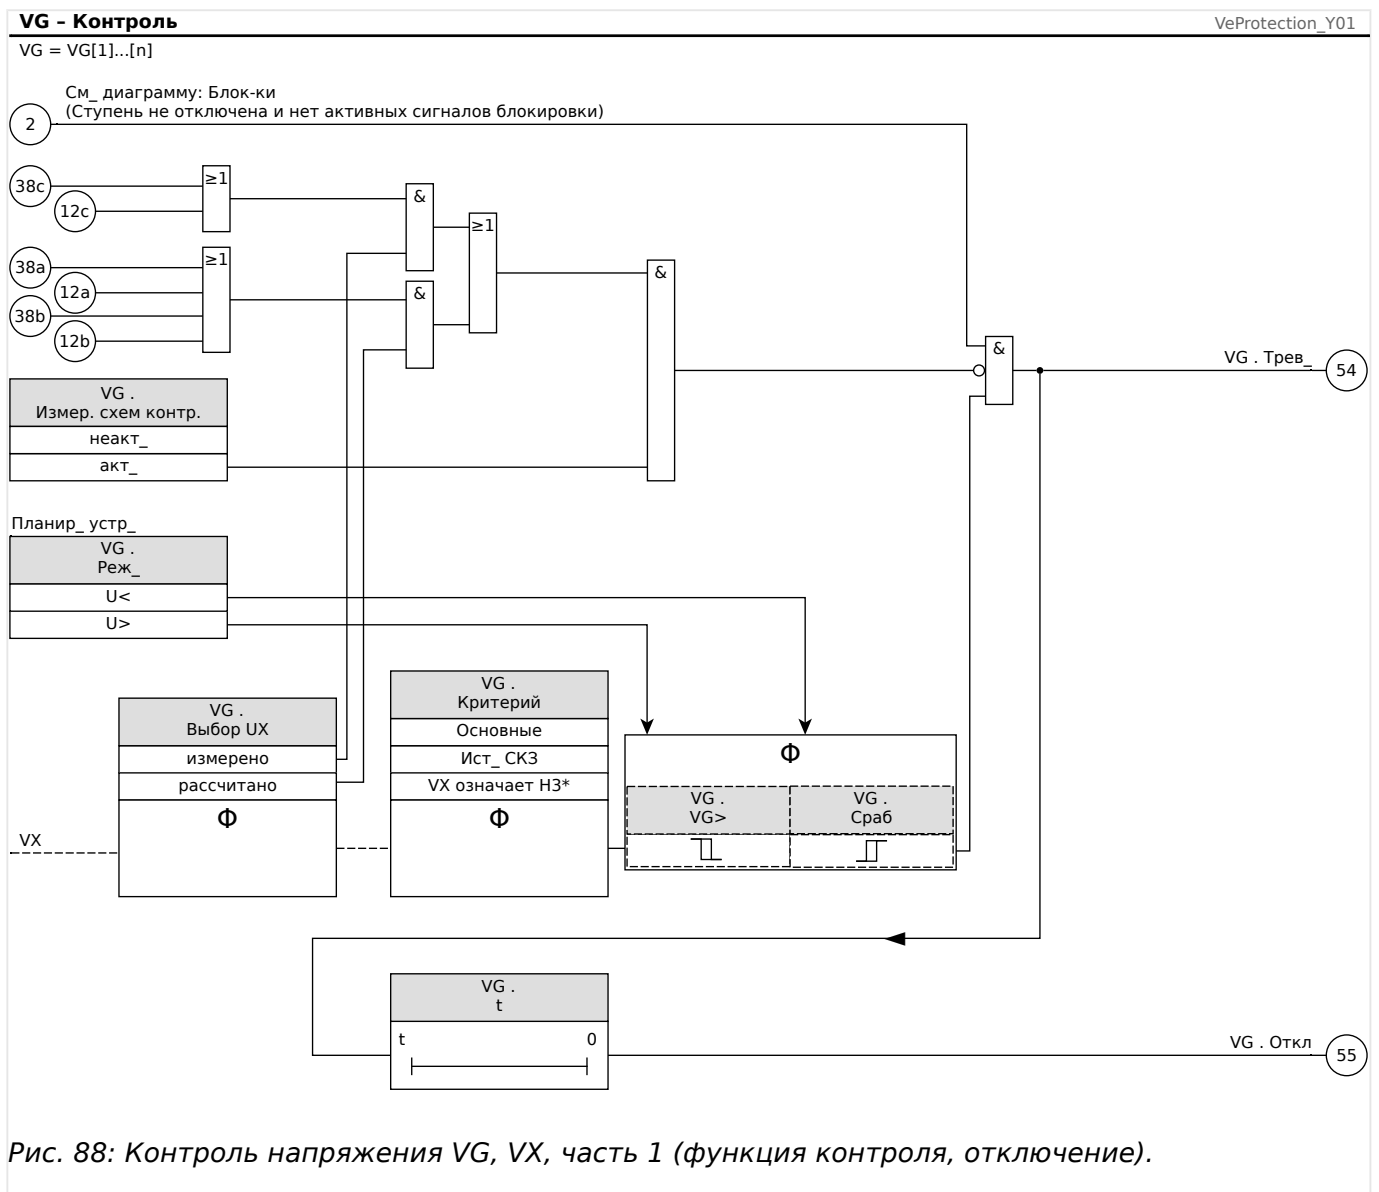 VG – Контроль
VeProtection_Y01
VG = VG[1]...[n]
См_ диаграмму: Блок-ки
(Ступень не отключена и нет активных сигналов блокировки)
2
38c
12c
≥1
&
≥1
38a
12a
38b
12b
≥1
&
&
&
VG . Трев_
54
VG .
Измер. схем контр.
неакт_
акт_
Планир_ устр_
VG .
Реж_
U<
U>
VG .
Выбор UX
измерено
рассчитано
Φ
VX
VG .
Критерий
Основные
Ист_ СКЗ
VX означает НЗ*
Φ
Φ
VG .
VG>
VG .
Сраб
VG .
t
t
0
VG . Откл
55
Рис. 88: Контроль напряжения VG, VX, часть 1 (функция контроля, отключение).